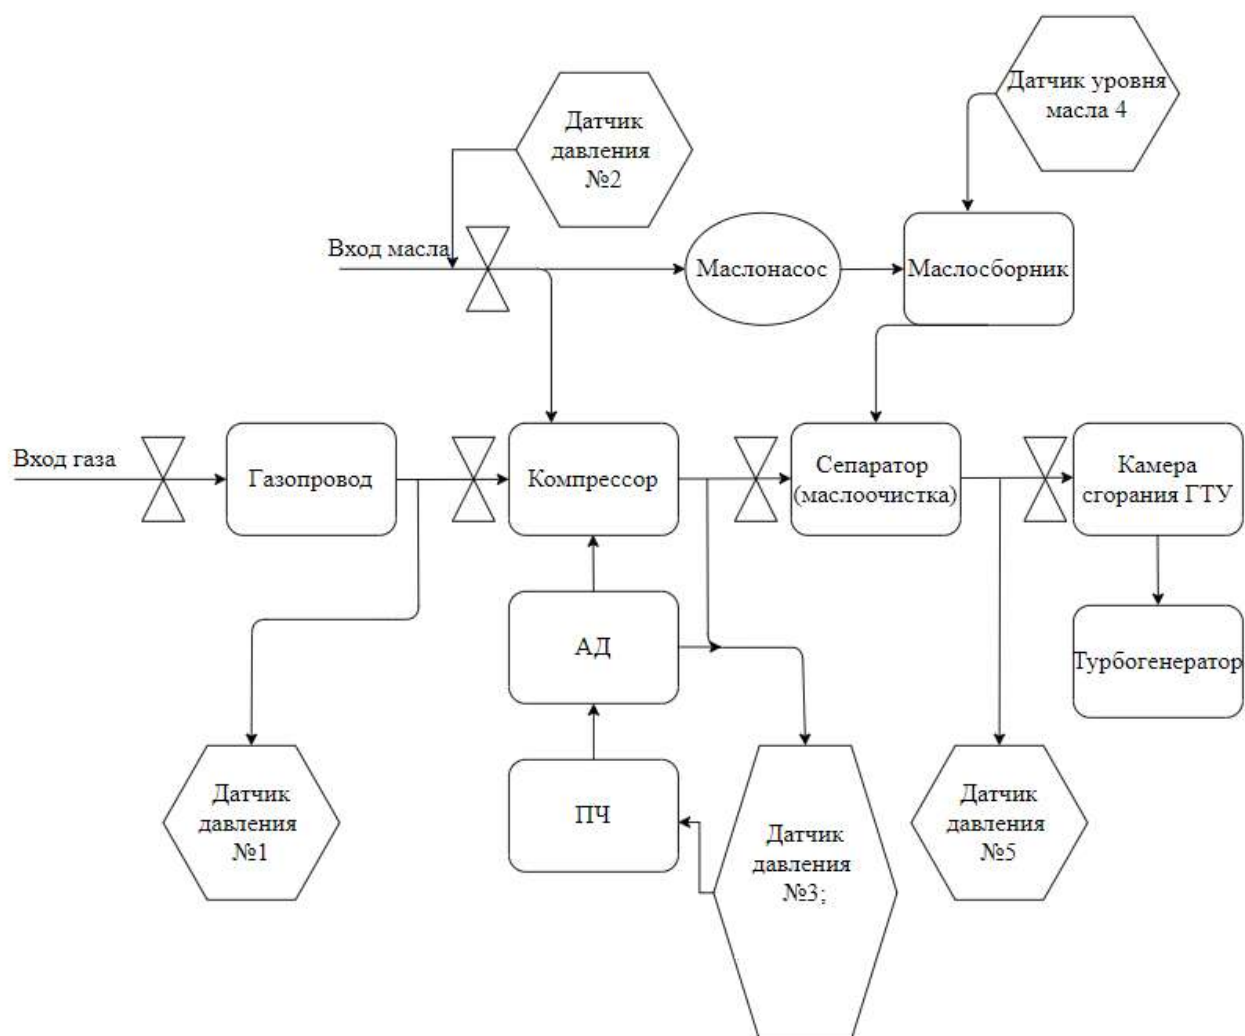 Датчик уровня
масла 4
Датчик
давления
№2
Вход масла
Маслонасос
Маслосборник
Вход газа
Газопровод
Компрессор
Сепаратор
(маслоочистка)
Камера
сгорания ГТУ
АД
Турбогенератор
ПЧ
Датчик
давления
№1
Датчик
давления
№3;
Датчик
давления
№5